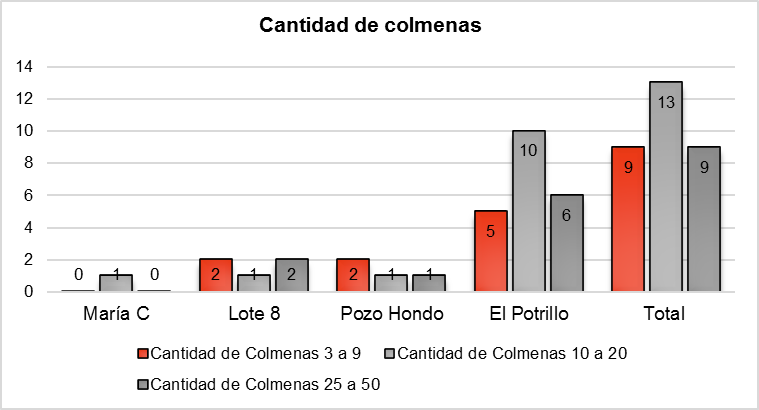 Cantidad de colmenas
14
12
10
8
6
4
2
0
0 1 0
2 1 2
2 1 1
5 10 6
9 13 9
María C Lote 8 Pozo Hondo El Potrillo Total
Cantidad de Colmenas 3 a 9 Cantidad de Colmenas 10 a 20
Cantidad de Colmenas 25 a 50